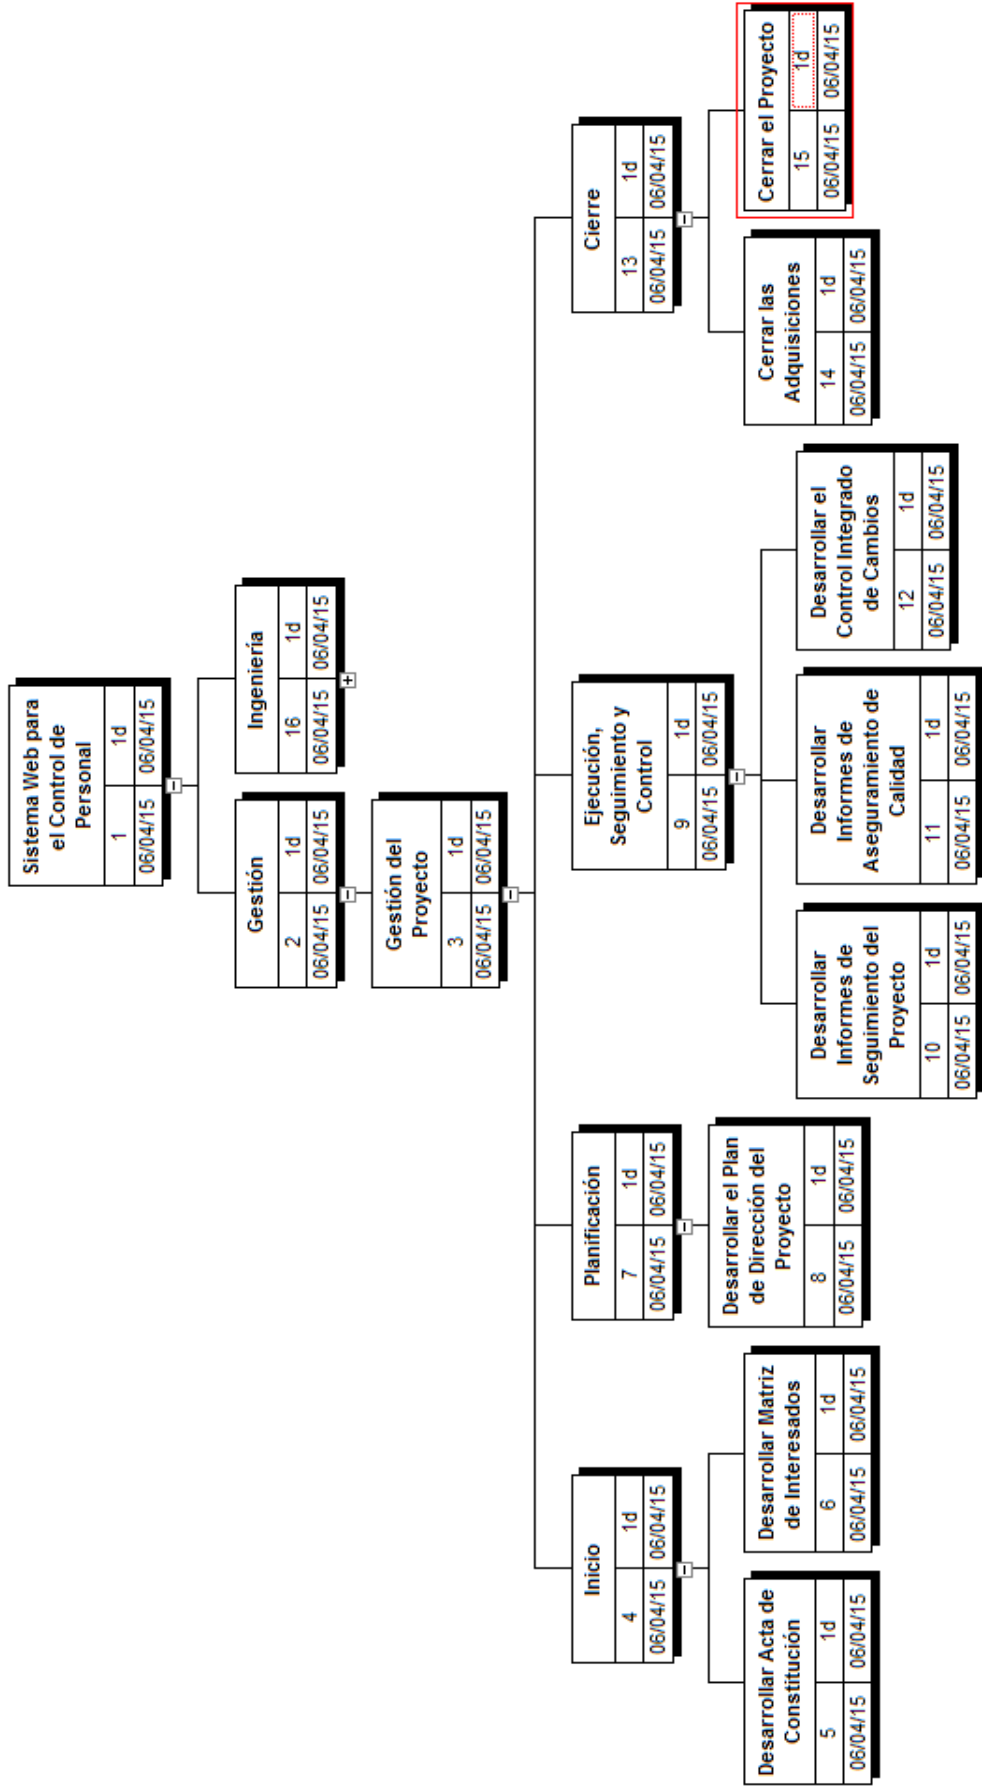 Sistema Web para
el Control de
Personal
1 1d
06/04/15 06/04/15
Gestión
2 1d
06/04/15 06/04/15
Ingeniería
16 1d
06/04/15 06/04/15
Gestión del
Proyecto
3 1d
06/04/15 06/04/15
Inicio
4 1d
06/04/15 06/04/15
Planificación
7 1d
06/04/15 06/04/15
Ejecución,
Seguimiento y
Control
9 1d
06/04/15 06/04/15
Cierre
13 1d
06/04/15 06/04/15
Desarrollar Acta de
Constitución
5 1d
06/04/15 06/04/15
Desarrollar Matriz
de Interesados
6 1d
06/04/15 06/04/15
Desarrollar el Plan
de Dirección del
Proyecto
8 1d
06/04/15 06/04/15
Desarrollar
Informes de
Seguimiento del
Proyecto
10 1d
06/04/15 06/04/15
Desarrollar
Informes de
Aseguramiento de
Calidad
11 1d
06/04/15 06/04/15
Desarrollar el
Control Integrado
de Cambios
12 1d
06/04/15 06/04/15
Cerrar las
Adquisiciones
14 1d
06/04/15 06/04/15
Cerrar el Proyecto
15 1d
06/04/15 06/04/15